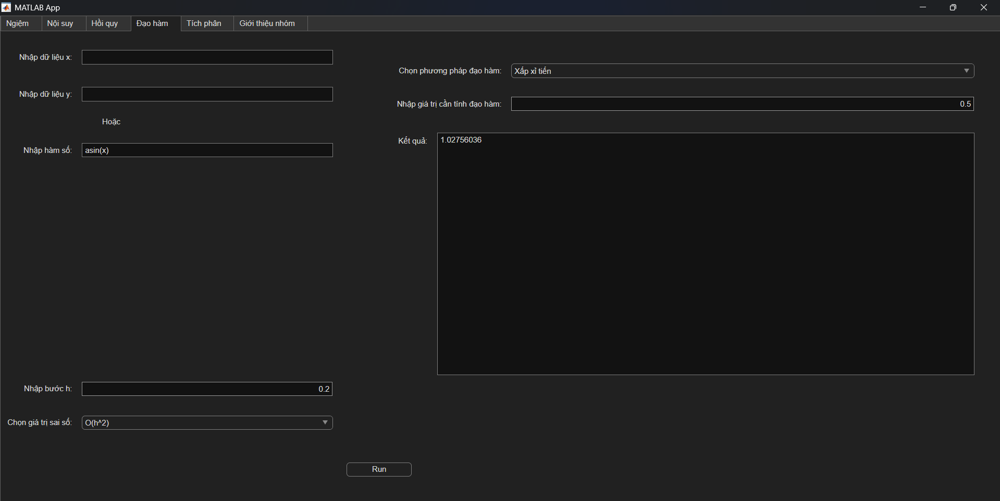 MATLAB App
Ngiệm
Nội suy
Hồi quy
Đạo hàm
Tích phân
Giới thiệu nhóm
Nhập dữ liệu x:
Nhập dữ liệu y:
Hoặc
Nhập hàm số: asin(x)
Nhập bước h: 0.2
Chọn giá trị sai số: O(h^2)
Chọn phương pháp đạo hàm: Xấp xỉ tiến
Nhập giá trị cần tính đạo hàm: 0.5
Kết quả: 1.02756036
Run